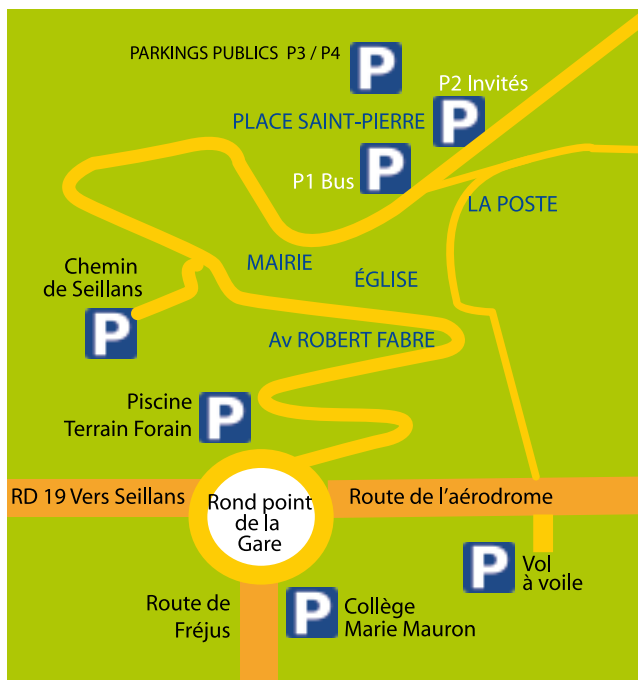 PARKINGS PUBLICS P3 / P4
P
P2 Invités
P
PLACE SAINT-PIERRE
P1 Bus
P
LA POSTE
MAIRIE
ÉGLISE
Chemin
de Seillans
P
Av ROBERT FABRE
Piscine
Terrain Forain
P
RD 19 Vers Seillans
Rond point
de la
Gare
Route de l'aérodrome
P
Vol
à voile
Route de
Fréjus
P
Collège
Marie Mauron